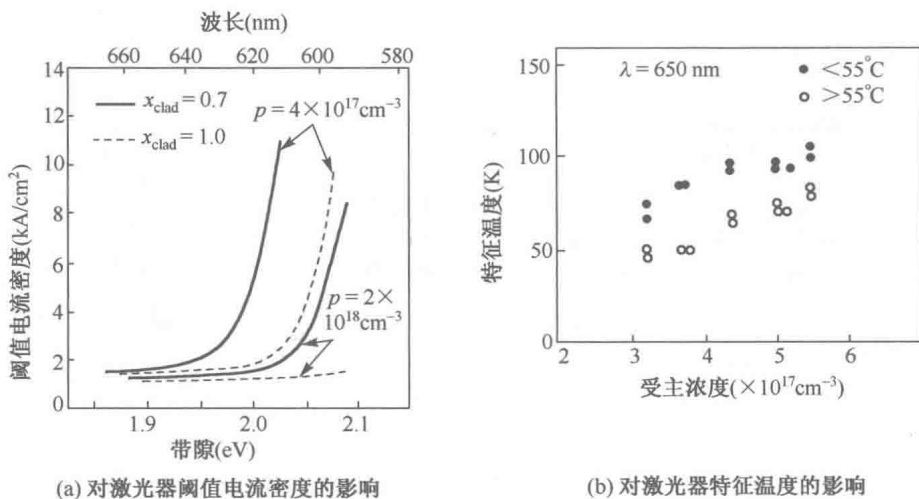 波长(nm)
660 640 620 600 580
14
12
10
8
6
4
2
0
阈值电流密度(kA/cm²)
x_clad=0.7
x_clad=1.0
p=4×10¹⁷cm⁻³
p=2×
10¹⁸cm⁻³
1.9 2.0 2.1
带隙(eV)
(a) 对激光器阈值电流密度的影响
150
100
50
0
特征温度(K)
λ=650 nm
<55°C
>55°C
2 3 4 5 6
受主浓度(×10¹⁷cm⁻³)
(b) 对激光器特征温度的影响